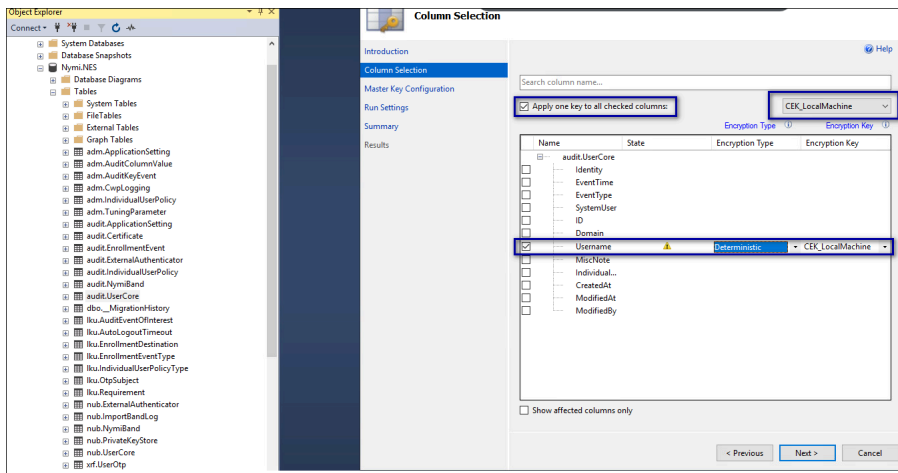 Object Explorer
Connect
System Databases
Database Snapshots
Nymi.NES
Database Diagrams
Tables
System Tables
FileTables
External Tables
Graph Tables
adm.ApplicationSetting
adm.AuditColumnValue
adm.AuditKeyEvent
adm.CwpLogging
adm.IndividualUserPolicy
adm.TuningParameter
audit.ApplicationSetting
audit.Certificate
audit.EnrollmentEvent
audit.ExternalAuthenticator
audit.IndividualUserPolicy
audit.NymiBand
audit.UserCore
dbo.__MigrationHistory
lku.AuditEventOfInterest
lku.AutoLogoutTimeout
lku.EnrollmentDestination
lku.EnrollmentEventType
lku.IndividualUserPolicyType
lku.OtpSubject
lku.Requirement
nub.ExternalAuthenticator
nub.ImportBandLog
nub.NymiBand
nub.PrivateKeyStore
nub.UserCore
xrf.UserOtp
Column Selection
Introduction
Column Selection
Master Key Configuration
Run Settings
Summary
Results
Help
Search column name...
Apply one key to all checked columns:
CEK_LocalMachine
Encryption Type Encryption Key
Name State Encryption Type Encryption Key
audit.UserCore
Identity
EventTime
EventType
SystemUser
ID
Domain
Username Deterministic CEK_LocalMachine
MiscNote
Individual...
CreatedAt
ModifiedAt
ModifiedBy
Show affected columns only
< Previous Next > Cancel